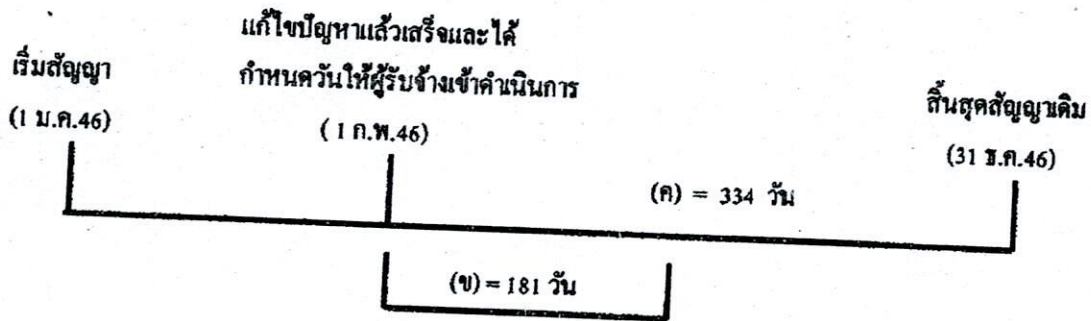 แก้ไขปัญหาแล้วเสร็จและได้
เริ่มสัญญา
กำหนดวันให้ผู้รับจ้างเข้าดำเนินการ
สิ้นสุดสัญญาเดิม
(1 ม.ค.46)
( 1 ก.พ.46)
(31 ธ.ค.46)
(ค) = 334 วัน
(ข) = 181 วัน